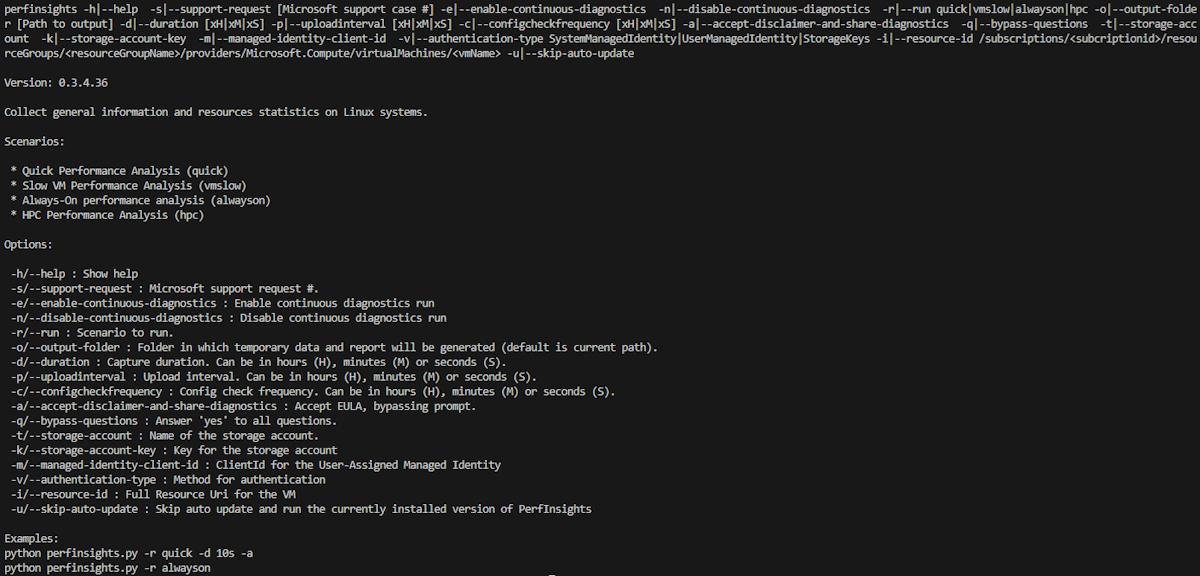 perfinsights -h|--help  -s|--support-request [Microsoft support case #] -e|--enable-continuous-diagnostics  -n|--disable-continuous-diagnostics  -r|--run quick|vmslow|alwayson|hpc -o|--output-folde
r [Path to output] -d|--duration [xH|xM|xS] -p|--uploadinterval [xH|xM|xS] -c|--configcheckfrequency [xH|xM|xS] -a|--accept-disclaimer-and-share-diagnostics  -q|--bypass-questions  -t|--storage-acc
ount  -k|--storage-account-key  -m|--managed-identity-client-id  -v|--authentication-type SystemManagedIdentity|UserManagedIdentity|StorageKeys -i|--resource-id /subscriptions/<subcriptionid>/resou
rceGroups/<resourceGroupName>/providers/Microsoft.Compute/virtualMachines/<vmName> -u|--skip-auto-update
Version: 0.3.4.36
Collect general information and resources statistics on Linux systems.
Scenarios:
* Quick Performance Analysis (quick)
* Slow VM Performance Analysis (vmslow)
* Always-On performance analysis (alwayson)
* HPC Performance Analysis (hpc)
Options:
-h/--help : Show help
-s/--support-request : Microsoft support request #.
-e/--enable-continuous-diagnostics : Enable continuous diagnostics run
-n/--disable-continuous-diagnostics : Disable continuous diagnostics run
-r/--run : Scenario to run.
-o/--output-folder : Folder in which temporary data and report will be generated (default is current path).
-d/--duration : Capture duration. Can be in hours (H), minutes (M) or seconds (S).
-p/--uploadinterval : Upload interval. Can be in hours (H), minutes (M) or seconds (S).
-c/--configcheckfrequency : Config check frequency. Can be in hours (H), minutes (M) or seconds (S).
-a/--accept-disclaimer-and-share-diagnostics : Accept EULA, bypassing prompt.
-q/--bypass-questions : Answer 'yes' to all questions.
-t/--storage-account : Name of the storage account.
-k/--storage-account-key : Key for the storage account
-m/--managed-identity-client-id : ClientId for the User-Assigned Managed Identity
-v/--authentication-type : Method for authentication
-i/--resource-id : Full Resource Uri for the VM
-u/--skip-auto-update : Skip auto update and run the currently installed version of PerfInsights
Examples:
python perfinsights.py -r quick -d 10s -a
python perfinsights.py -r alwayson